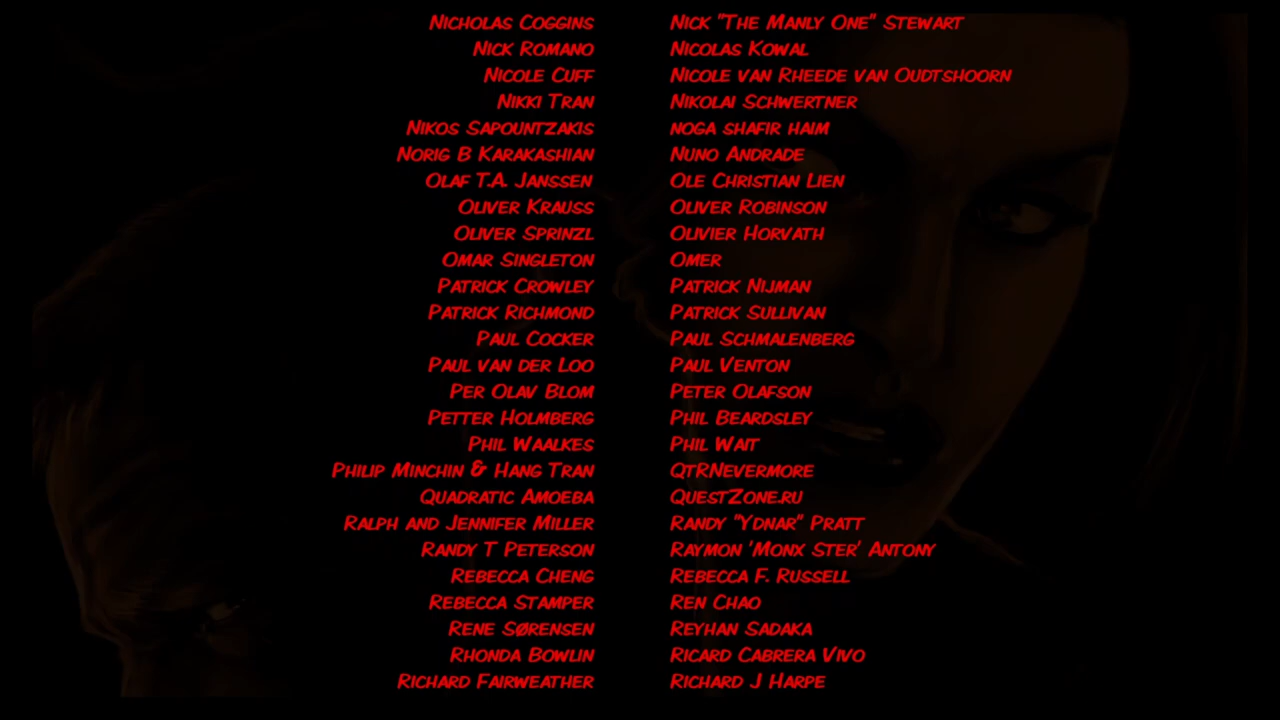 Nicholas Coggins Nick "The Manly One" Stewart
Nick Romano Nicolas Kowal
Nicole Cuff Nicole van Rheede van Oudtshoorn
Nikki Tran Nikolai Schwertner
Nikos Sapountzakis noga shafir haim
Norig B Karakashian Nuno Andrade
Olaf T.A. Janssen Ole Christian Lien
Oliver Krauss Oliver Robinson
Oliver Sprinzl Olivier Horvath
Omar Singleton Omer
Patrick Crowley Patrick Nijman
Patrick Richmond Patrick Sullivan
Paul Cocker Paul Schmalenberg
Paul van der Loo Paul Venton
Per Olav Blom Peter Olafson
Petter Holmberg Phil Beardsley
Phil Waalkes Phil Wait
Philip Minchin & Hang Tran QtRNevermore
Quadratic Amoeba QuestZone.ru
Ralph and Jennifer Miller Randy "Ydnar" Pratt
Randy T Peterson Raymon 'Monx Ster' Antony
Rebecca Cheng Rebecca F. Russell
Rebecca Stamper Ren Chao
Rene Sørensen Reyhan Sadaka
Rhonda Bowlin Ricard Cabrera Vivo
Richard Fairweather Richard J Harpe